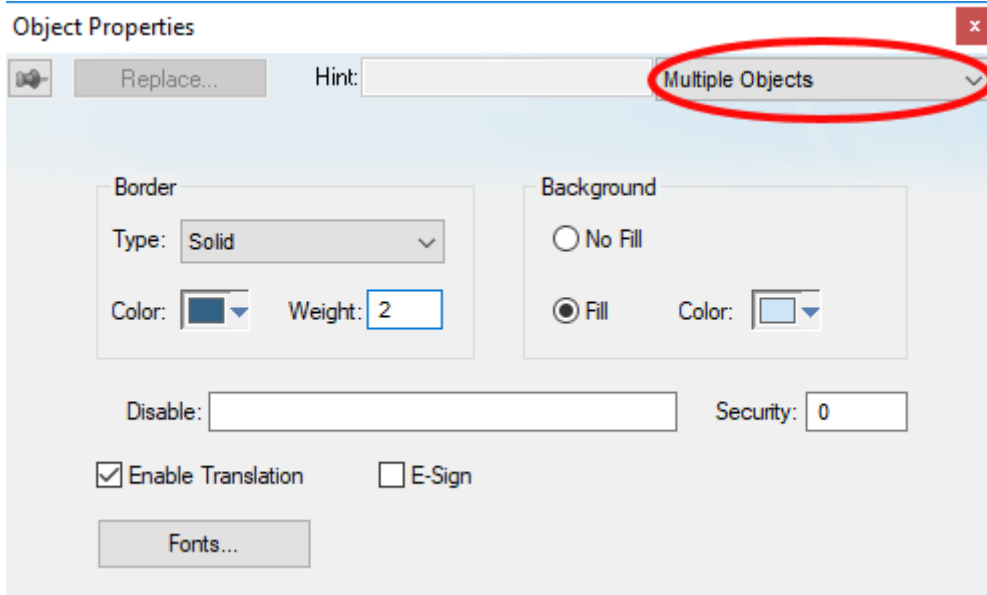 Object Properties
x
Replace... Hint: Multiple Objects
Border Background
Type: Solid No Fill
Color: Weight: 2 Fill Color:
Disable: Security: 0
Enable Translation E-Sign
Fonts...